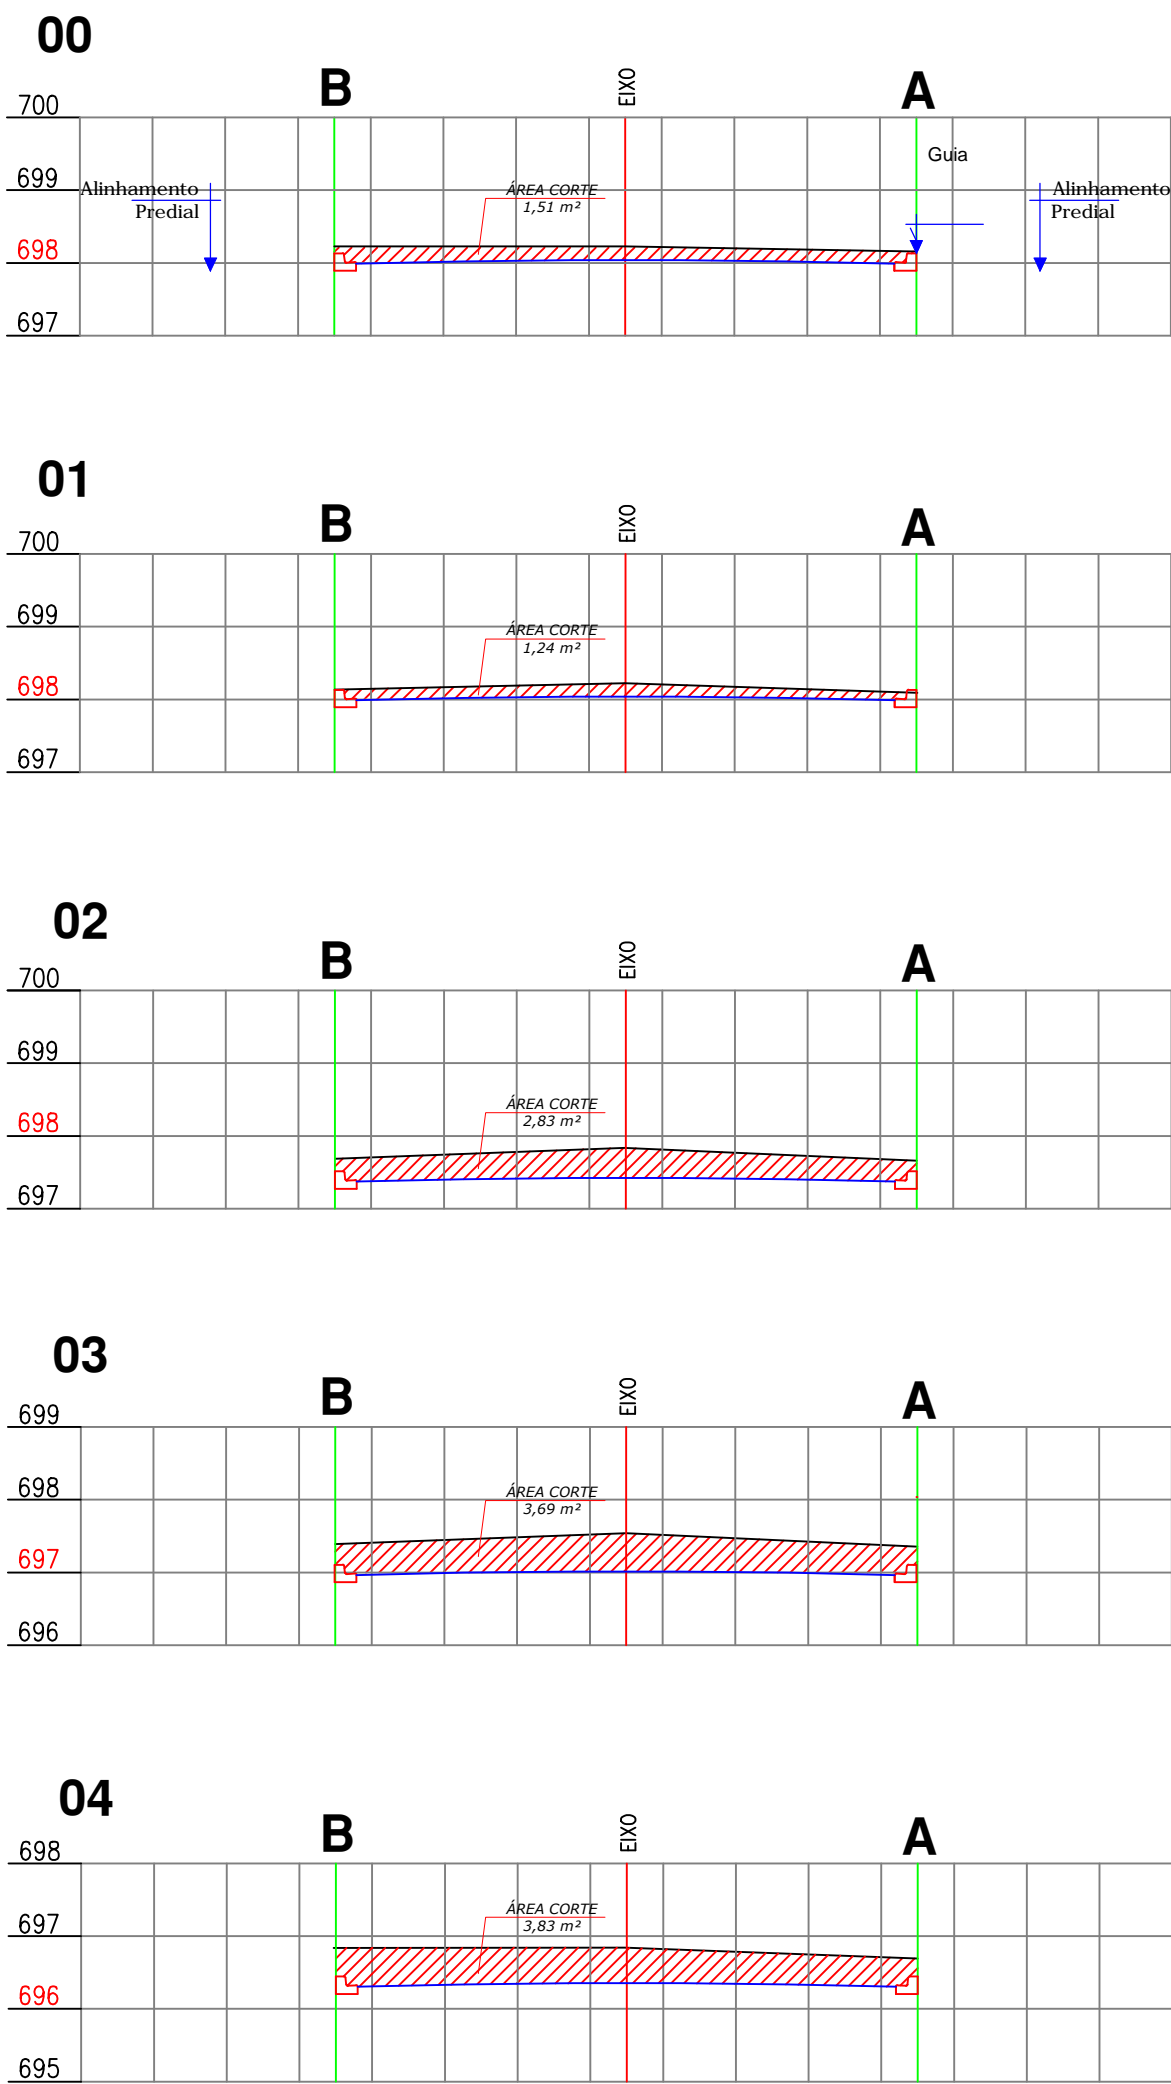 00
B
EIXO
A
700
Guia
699
Alinhamento
Predial
ÁREA CORTE
1,51 m²
Alinhamento
Predial
698
697
01
B
EIXO
A
700
699
ÁREA CORTE
1,24 m²
698
697
02
B
EIXO
A
700
699
698
ÁREA CORTE
2,83 m²
697
03
B
EIXO
A
699
698
ÁREA CORTE
3,69 m²
697
696
04
B
EIXO
A
698
697
ÁREA CORTE
3,83 m²
696
695